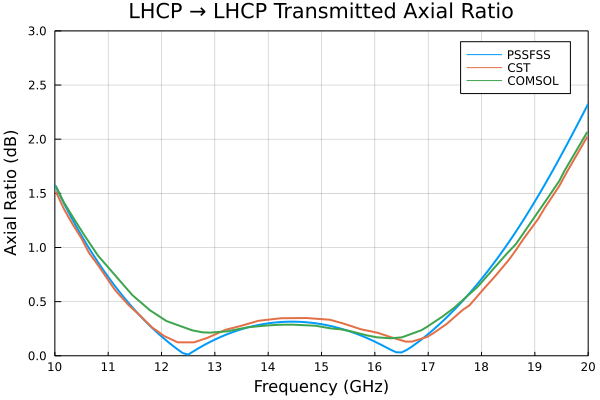 LHCP → LHCP Transmitted Axial Ratio
Axial Ratio (dB)
3.0
2.5
2.0
1.5
1.0
0.5
0.0
PSSFSS
CST
COMSOL
10 11 12 13 14 15 16 17 18 19 20
Frequency (GHz)